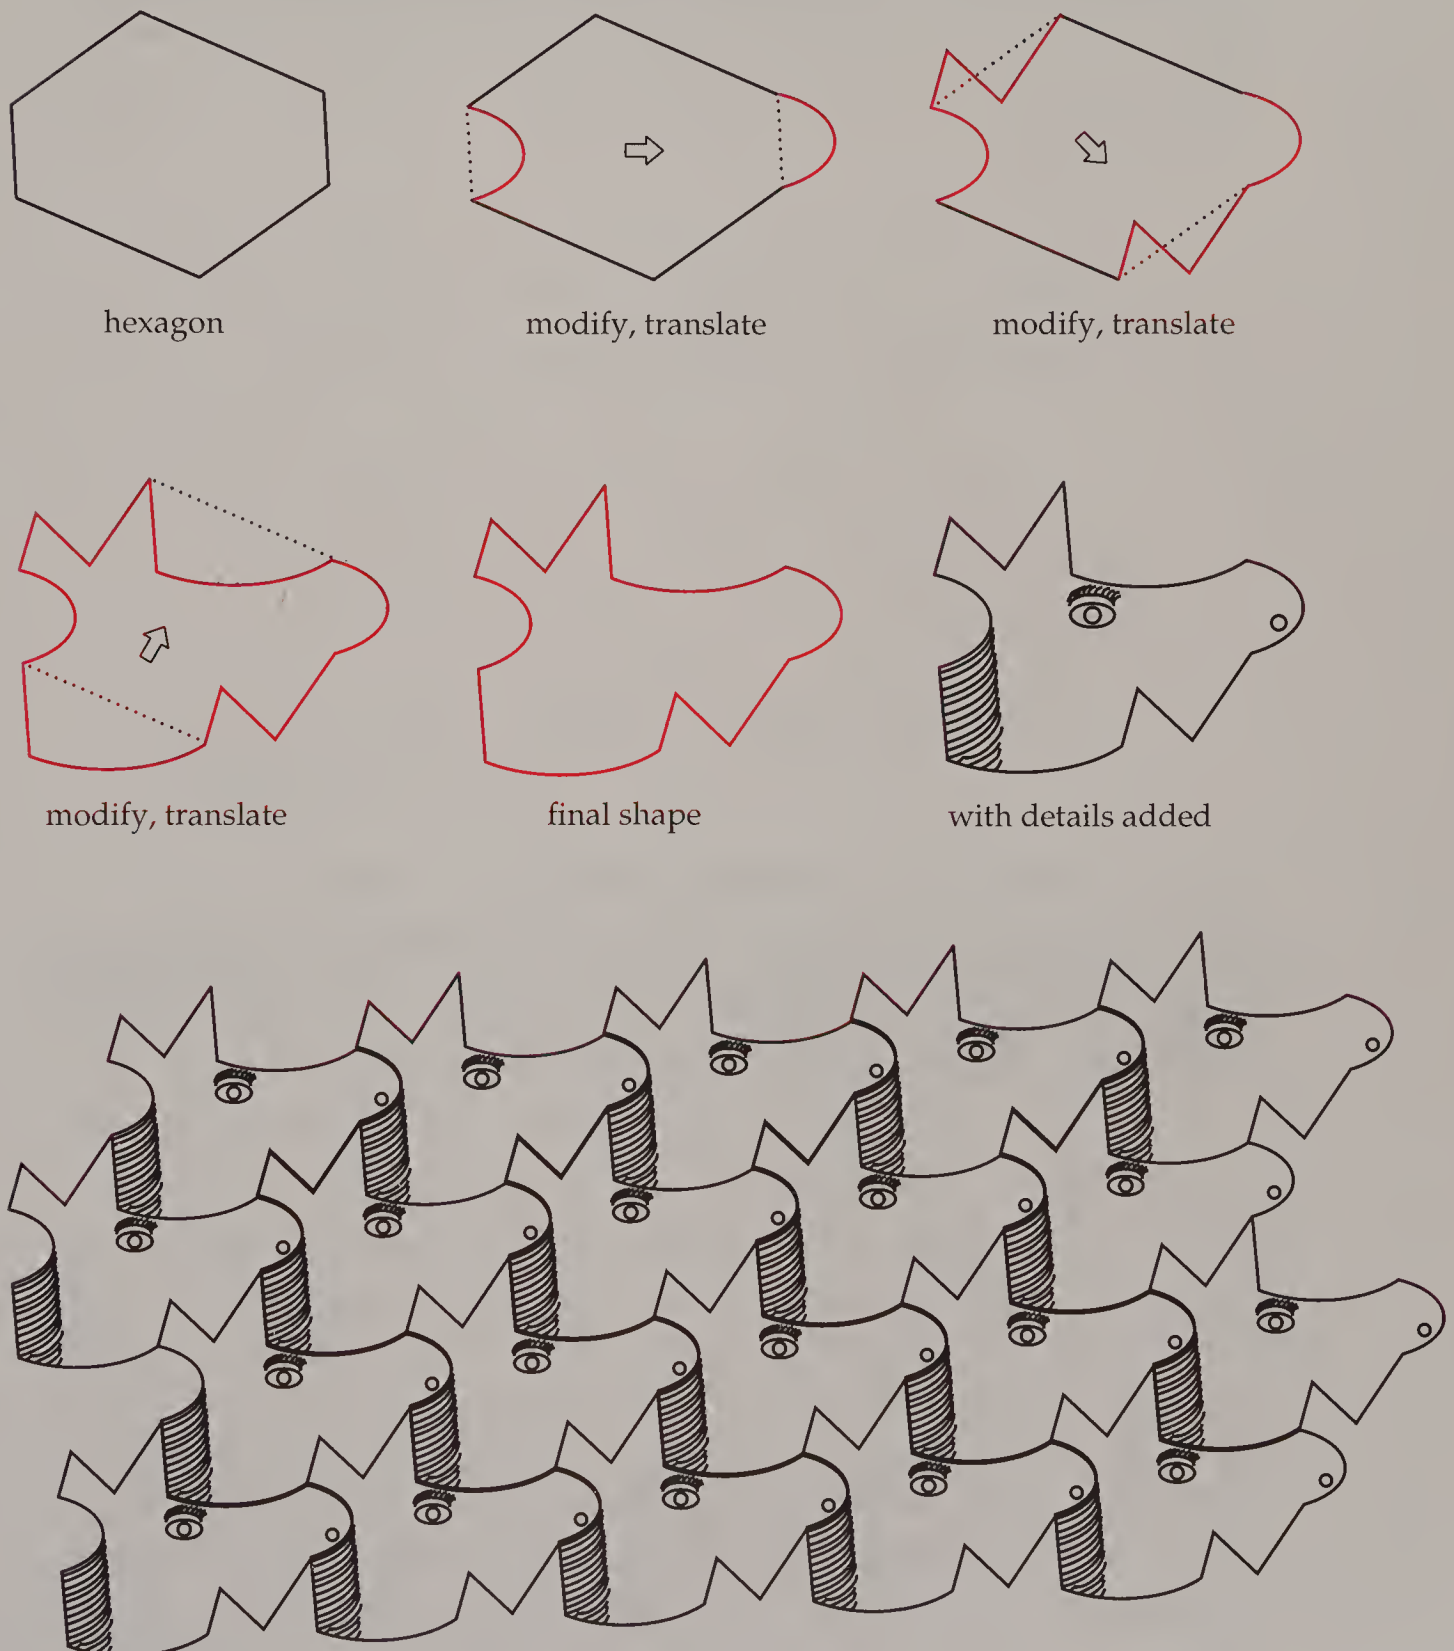 hexagon
modify, translate
modify, translate
modify, translate
final shape
with details added